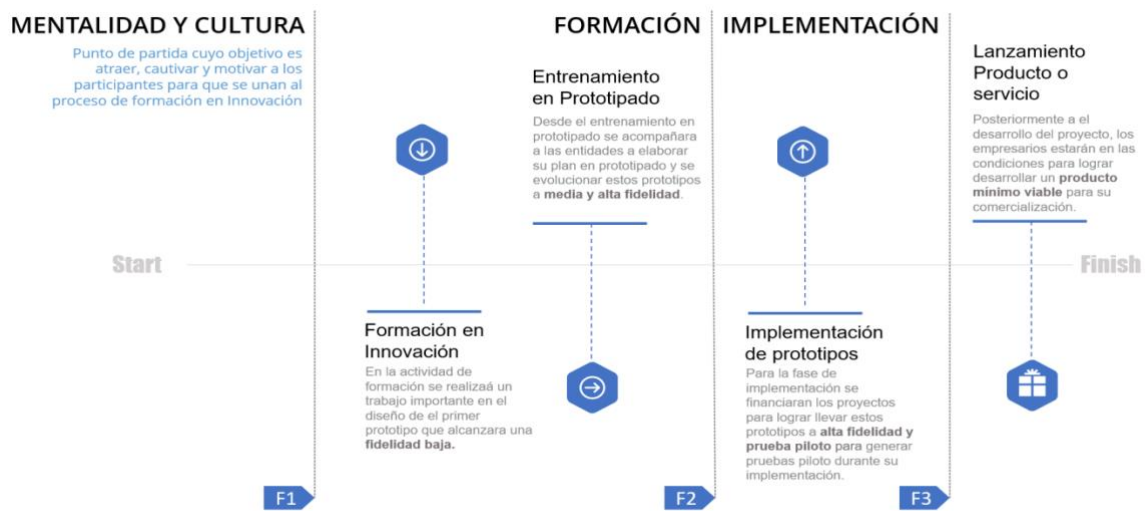 MENTALIDAD Y CULTURA
Punto de partida cuyo objetivo es
atraer, cautivar y motivar a los
participantes para que se unan al
proceso de formación en Innovación
FORMACIÓN
Entrenamiento
en Prototipado
Desde el entrenamiento en
prototipado se acompañara
a las entidades a elaborar
su plan en prototipado y se
evolucionar estos prototipos
a media y alta fidelidad.
IMPLEMENTACIÓN
Lanzamiento
Producto o
servicio
Posteriormente a el
desarrollo del proyecto, los
empresarios estarán en las
condiciones para lograr
desarrollar un producto
mínimo viable para su
comercialización.
Start
Finish
Formación en
Innovación
En la actividad de
formación se realizaá un
trabajo importante en el
diseño de el primer
prototipo que alcanzara una
fidelidad baja.
Implementación
de prototipos
Para la fase de
implementación se
financiaran los proyectos
para lograr llevar estos
prototipos a alta fidelidad y
prueba piloto para generar
pruebas piloto durante su
implementación.
F1
F2
F3